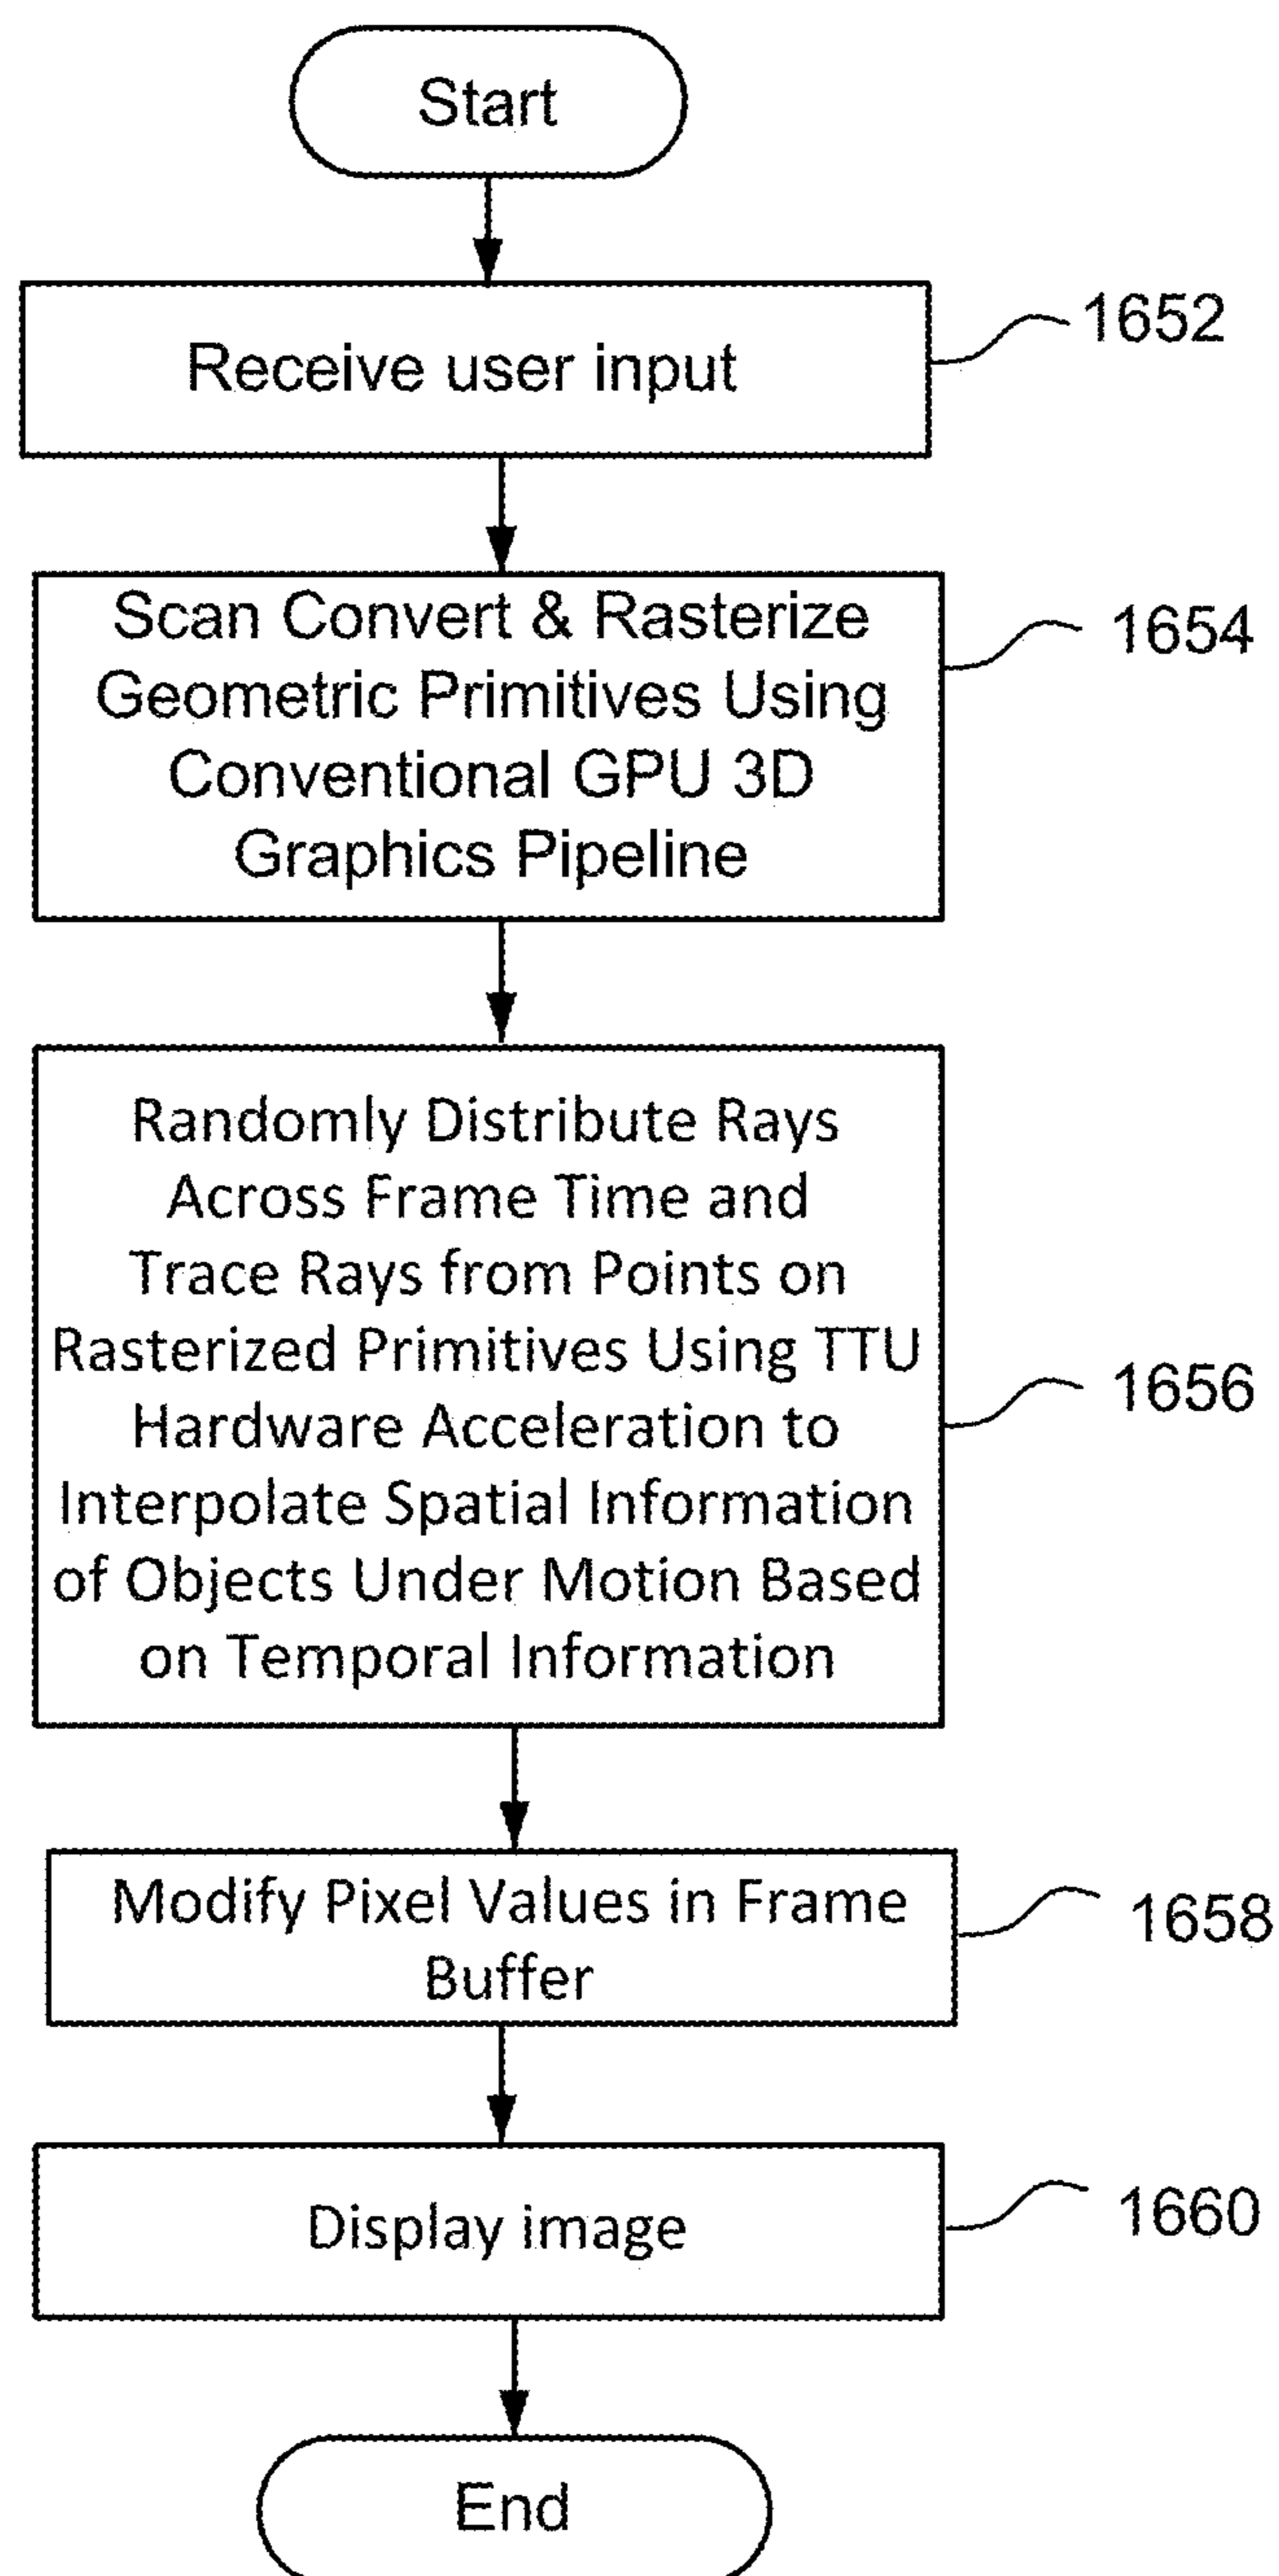 Start
Receive user input
1652
Scan Convert & Rasterize
Geometric Primitives Using
Conventional GPU 3D
Graphics Pipeline
1654
Randomly Distribute Rays
Across Frame Time and
Trace Rays from Points on
Rasterized Primitives Using TTU
Hardware Acceleration to
Interpolate Spatial Information
of Objects Under Motion Based
on Temporal Information
1656
Modify Pixel Values in Frame
Buffer
1658
Display image
1660
End